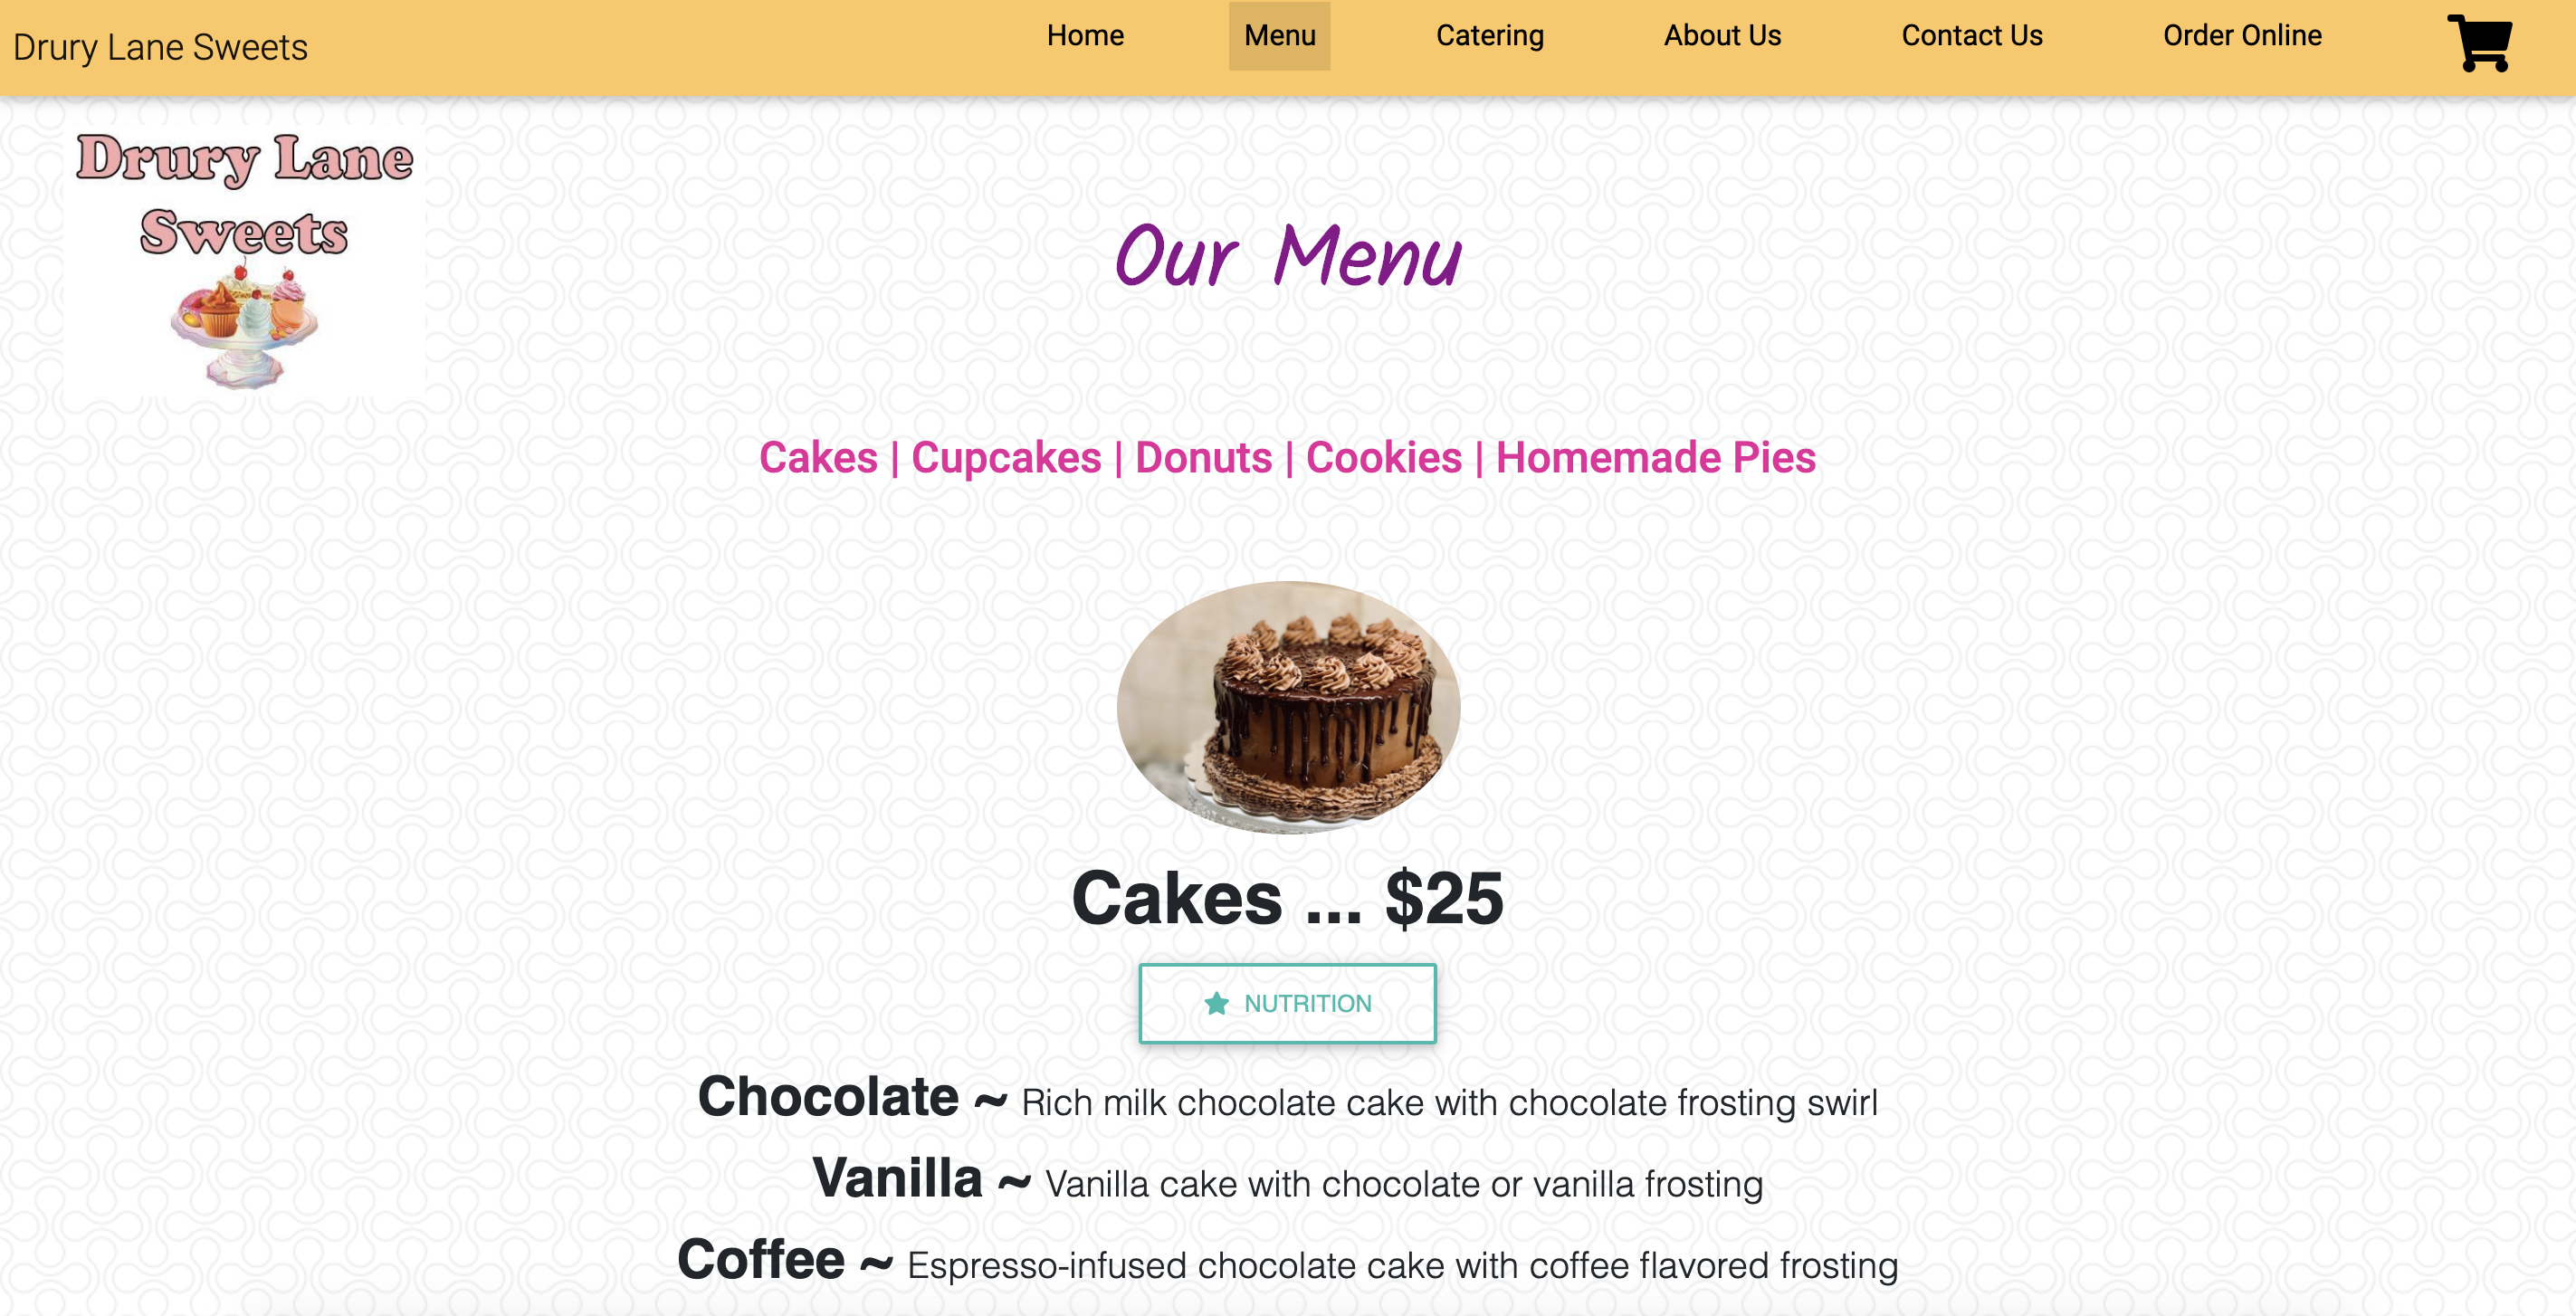 Drury Lane Sweets
Home Menu Catering About Us Contact Us Order Online
Drury Lane
Sweets
Our Menu
Cakes | Cupcakes | Donuts | Cookies | Homemade Pies
Cakes ... $25
NUTRITION
Chocolate ~ Rich milk chocolate cake with chocolate frosting swirl
Vanilla ~ Vanilla cake with chocolate or vanilla frosting
Coffee ~ Espresso-infused chocolate cake with coffee flavored frosting